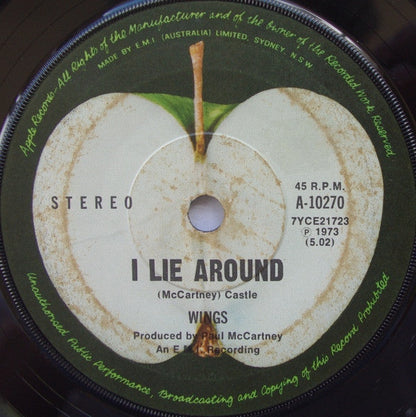 Apple Records-All Rights of the Manufacturer and of the Owner of the Recorded Work Reserved
MADE BY E.M.I (AUSTRALIA) LIMITED, SYDNEY, N.S.W
STEREO
45 R.P.M.
A-10270
7YCE21723
Ⓟ 1973
(5.02)
I LIE AROUND
(McCartney) Castle
WINGS
Produced by Paul McCartney
An E.M.I. Recording
Unauthorised Public Performance, Broadcasting and Copying of this Record Prohibited